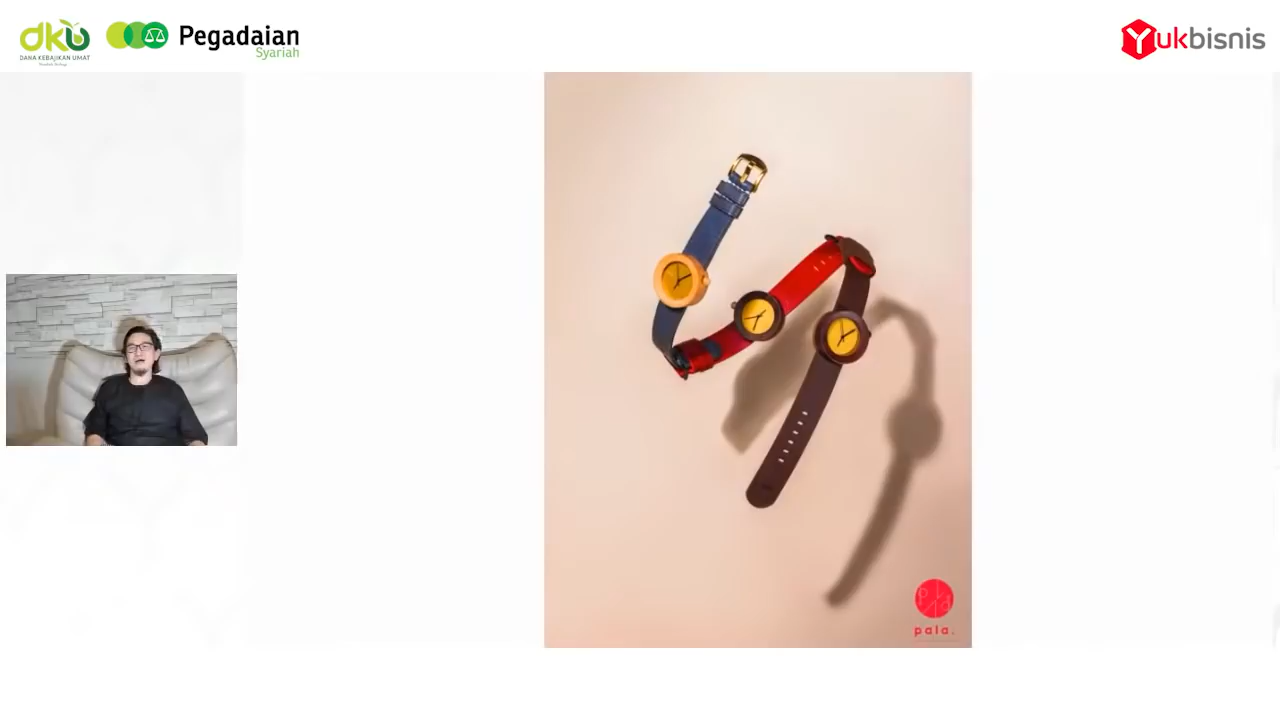 dku
DANA KEBAJIKAN UMAT
Pegadaian
Syariah
Yukbisnis
pala.